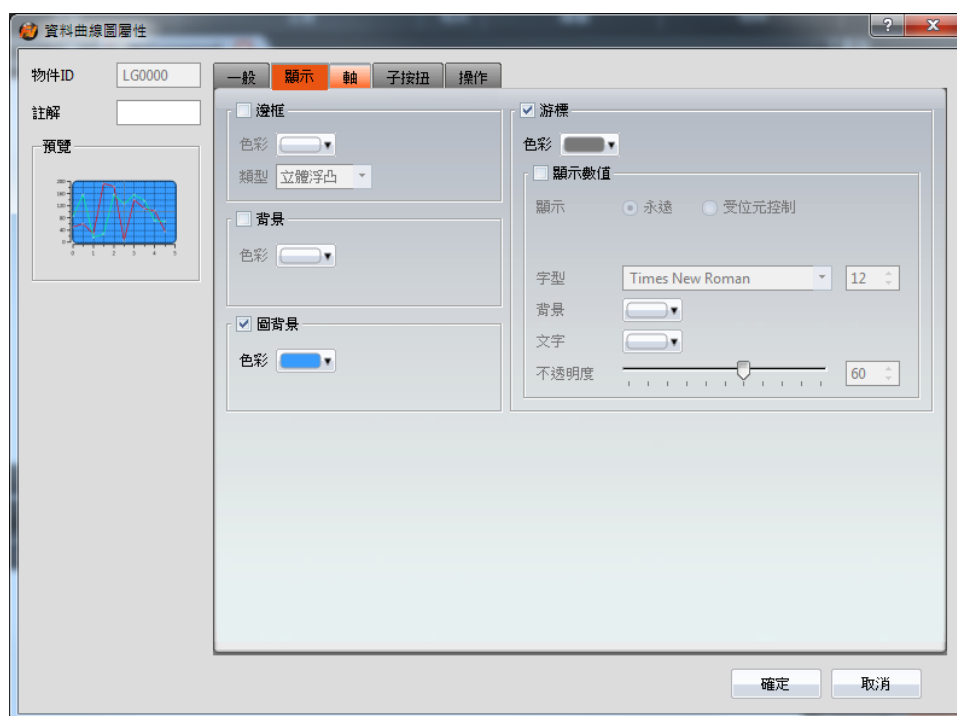 資料曲線圖屬性
物件ID LG0000
註解
預覽
一般 顯示 軸 子按扭 操作
邊框
色彩
類型 立體浮凸
背景
色彩
圖背景
色彩
游標
色彩
顯示數值
顯示 永遠 受位元控制
字型 Times New Roman 12
背景
文字
不透明度 60
確定 取消